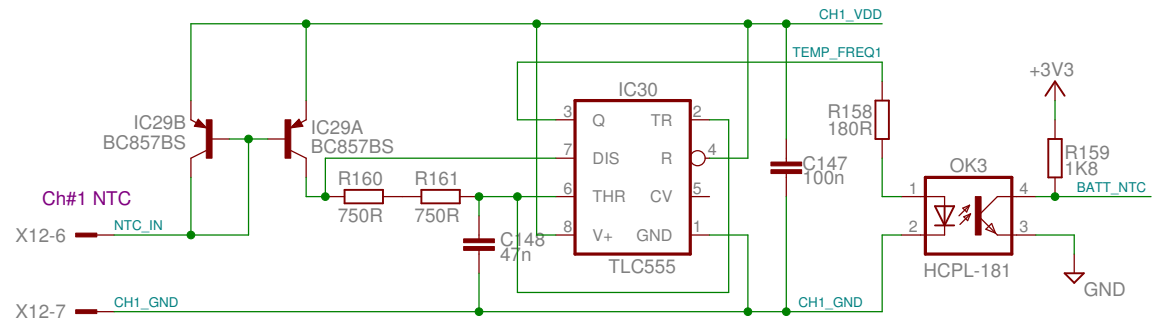 CH1_VDD
TEMP_FREQ1
+3V3
IC30
IC29B
BC857BS
IC29A
BC857BS
3 Q TR 2
R158
180R
7 DIS R 4
C147
100n
R159
1K8
OK3
Ch#1 NTC
R160
750R
R161
750R
6 THR CV 5
1
4
BATT_NTC
X12-6
NTC_IN
C148
47n
8 V+ GND 1
2
3
TLC555
HCPL-181
GND
X12-7
CH1_GND
CH1_GND